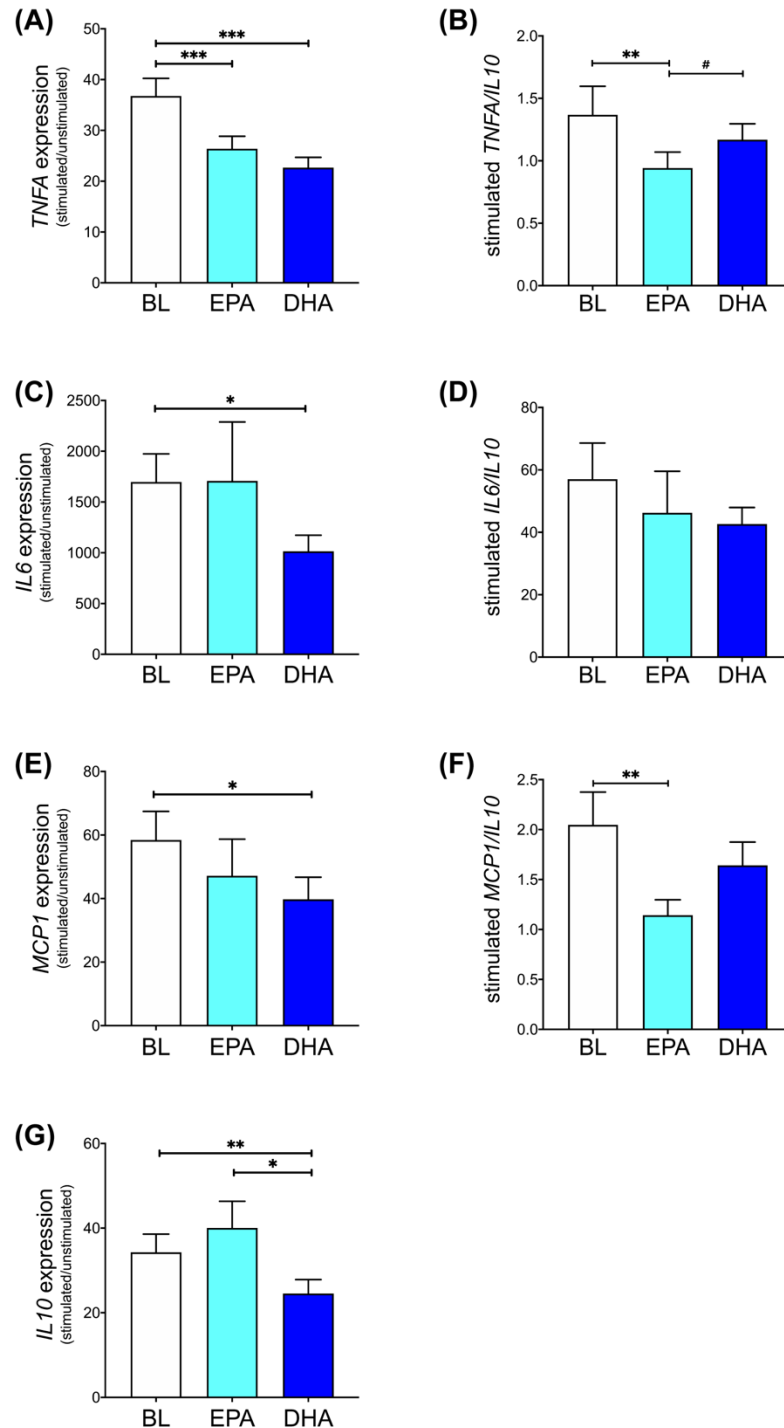 (A)
TNFA expression
(stimulated/unstimulated)
50
40
30
20
10
0
***
***
BL EPA DHA
(B)
stimulated TNFA/IL10
2.0
1.5
1.0
0.5
0.0
** #
BL EPA DHA
(C)
IL6 expression
(stimulated/unstimulated)
2500
2000
1500
1000
500
0
*
BL EPA DHA
(D)
stimulated IL6/IL10
80
60
40
20
0
BL EPA DHA
(E)
MCP1 expression
(stimulated/unstimulated)
80
60
40
20
0
*
BL EPA DHA
(F)
stimulated MCP1/IL10
2.5
2.0
1.5
1.0
0.5
0.0
**
BL EPA DHA
(G)
IL10 expression
(stimulated/unstimulated)
60
40
20
0
**
*
BL EPA DHA